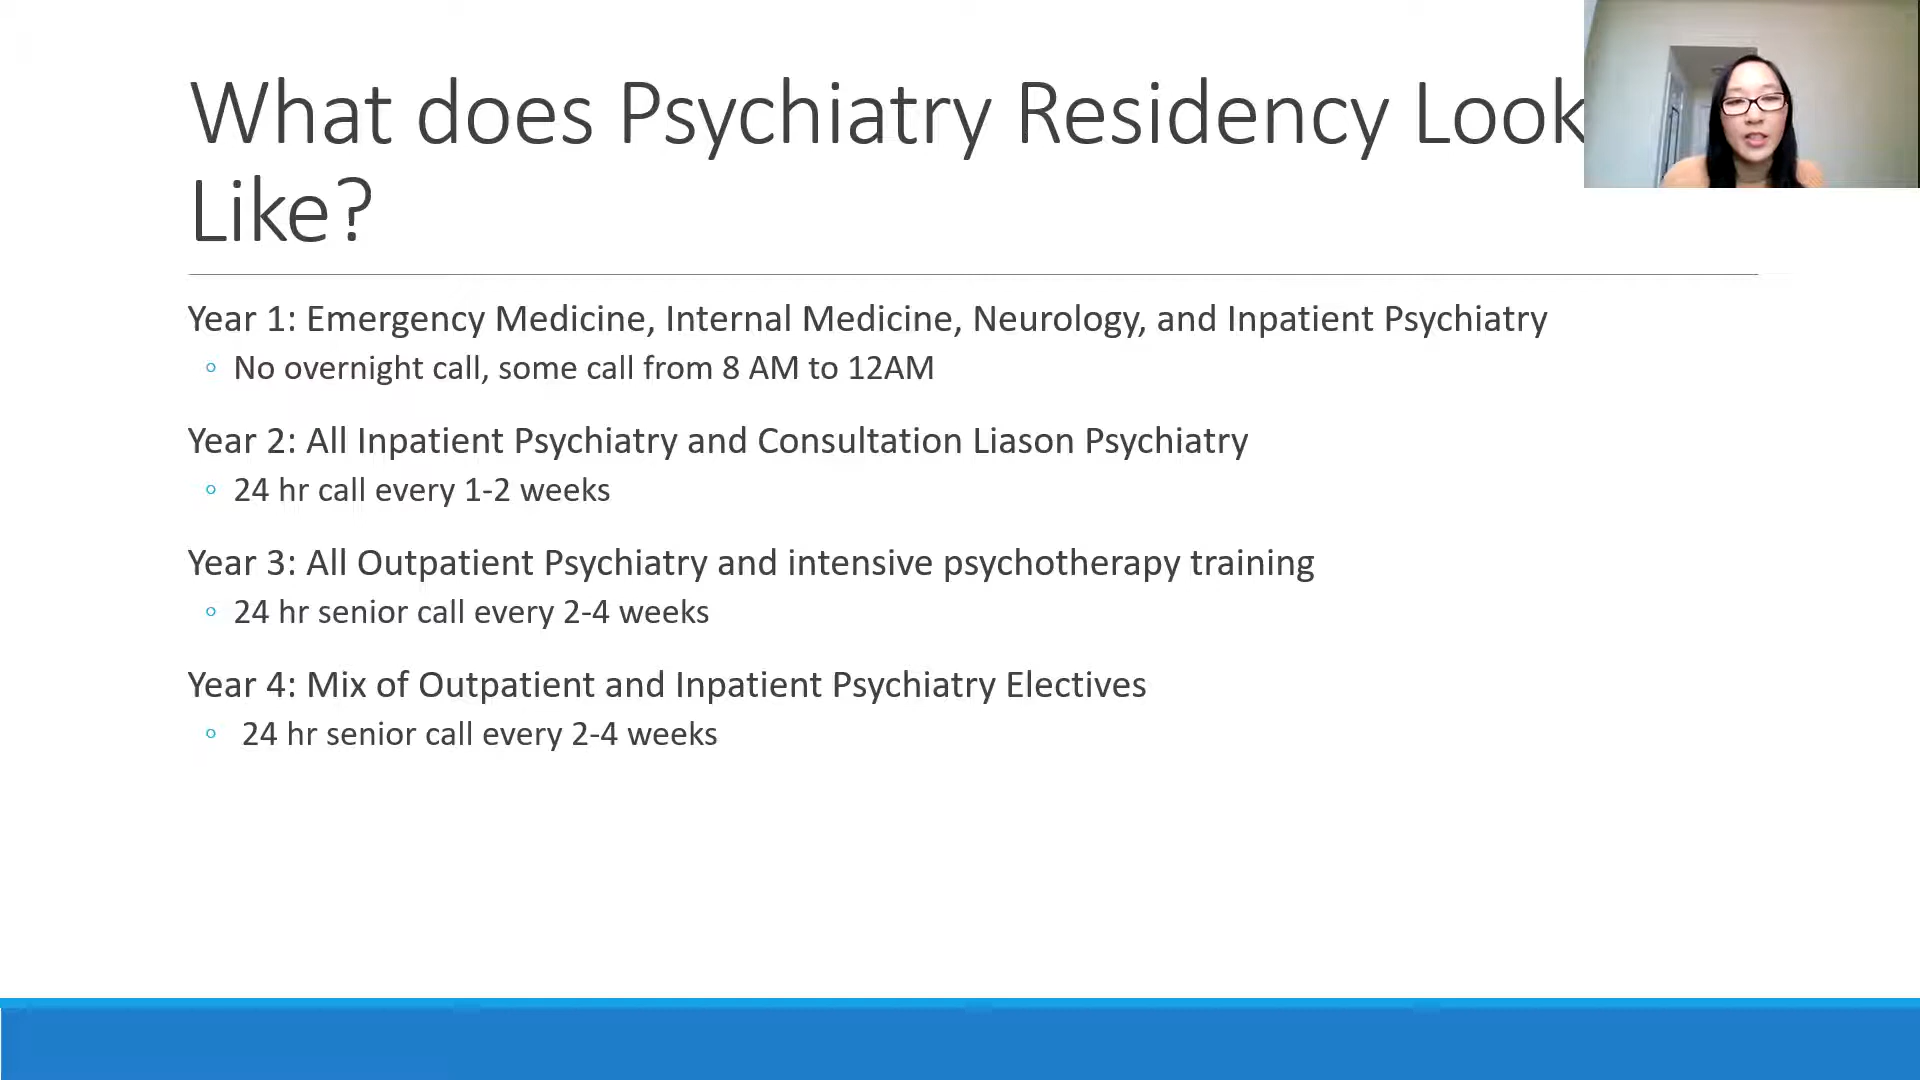 What does Psychiatry Residency Look
Like?
Year 1: Emergency Medicine, Internal Medicine, Neurology, and Inpatient Psychiatry
◦ No overnight call, some call from 8 AM to 12AM
Year 2: All Inpatient Psychiatry and Consultation Liason Psychiatry
◦ 24 hr call every 1-2 weeks
Year 3: All Outpatient Psychiatry and intensive psychotherapy training
◦ 24 hr senior call every 2-4 weeks
Year 4: Mix of Outpatient and Inpatient Psychiatry Electives
◦ 24 hr senior call every 2-4 weeks